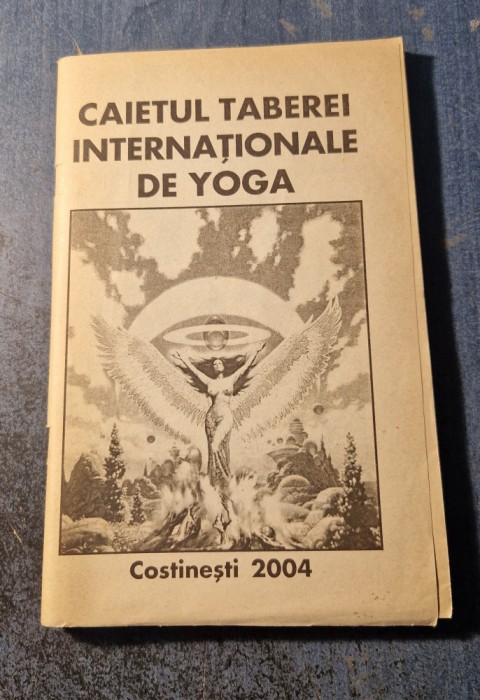 CAIETUL TABEREI
INTERNAȚIONALE
DE YOGA
Costinești 2004